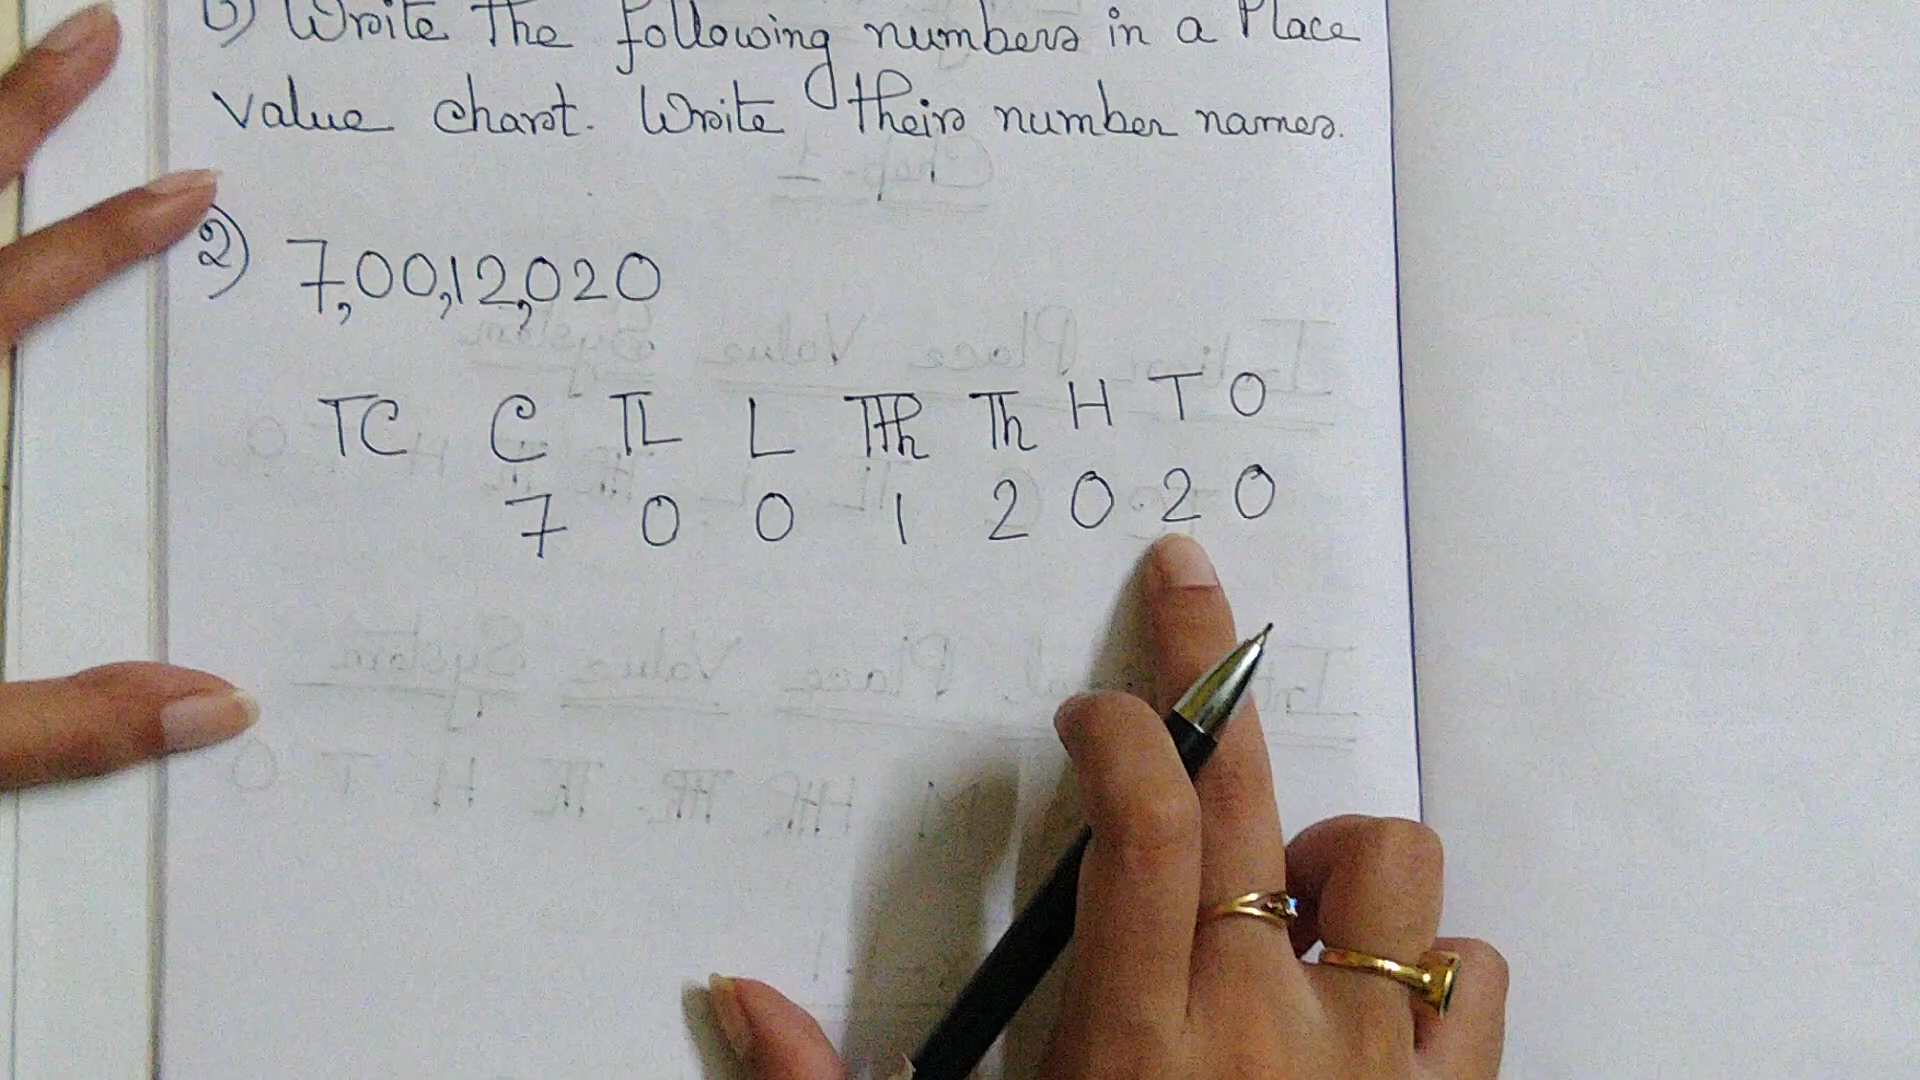 Write The following numbers in a Place
value chart. Write their number names.
2) 7,00,12,020
TC C TL L TTh Th H T O
7 0 0 1 2 0 2 0